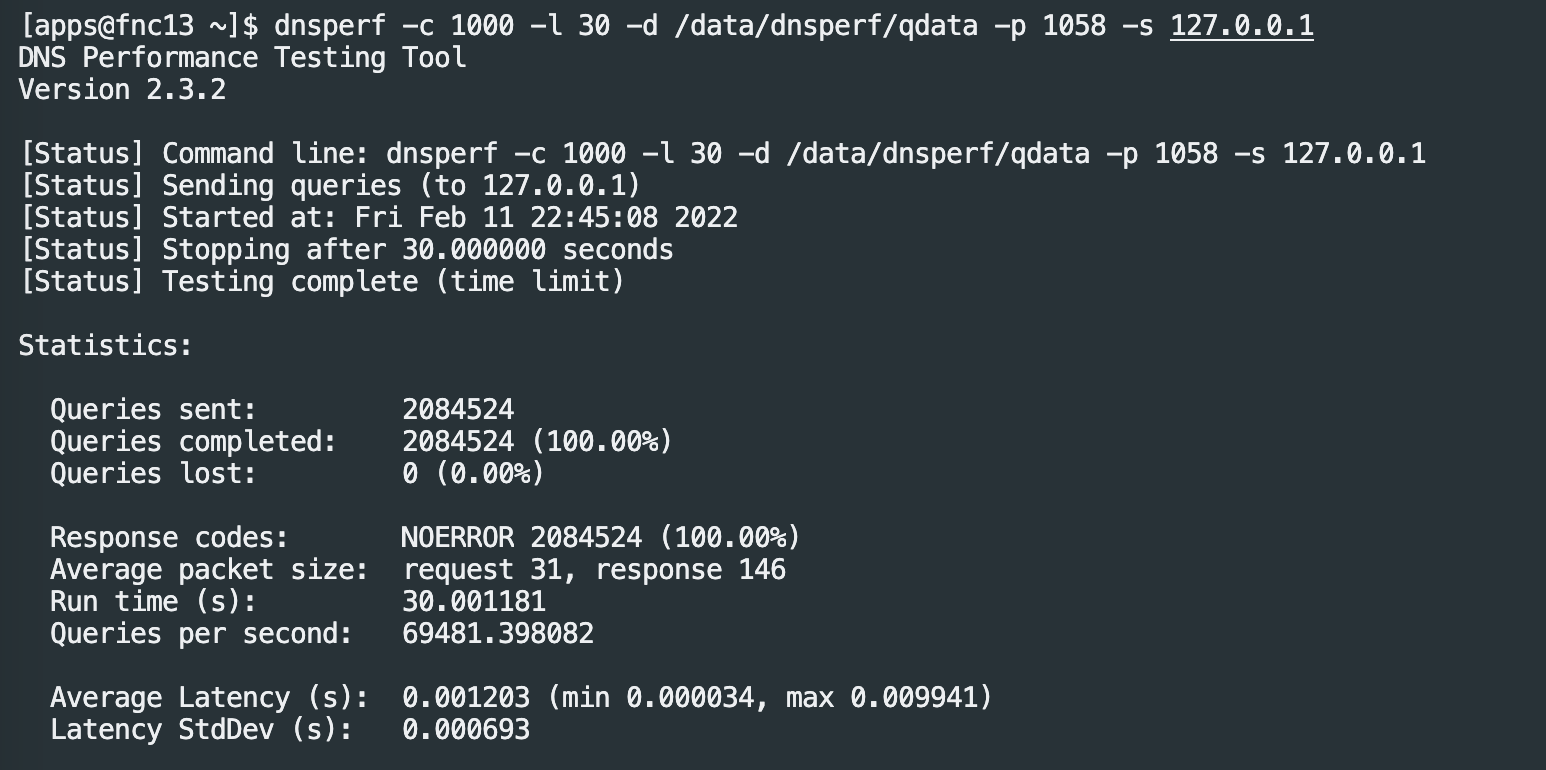 [apps@fnc13 ~]$ dnsperf -c 1000 -l 30 -d /data/dnsperf/qdata -p 1058 -s 127.0.0.1
DNS Performance Testing Tool
Version 2.3.2
[Status] Command line: dnsperf -c 1000 -l 30 -d /data/dnsperf/qdata -p 1058 -s 127.0.0.1
[Status] Sending queries (to 127.0.0.1)
[Status] Started at: Fri Feb 11 22:45:08 2022
[Status] Stopping after 30.000000 seconds
[Status] Testing complete (time limit)
Statistics:
Queries sent: 2084524
Queries completed: 2084524 (100.00%)
Queries lost: 0 (0.00%)
Response codes: NOERROR 2084524 (100.00%)
Average packet size: request 31, response 146
Run time (s): 30.001181
Queries per second: 69481.398082
Average Latency (s): 0.001203 (min 0.000034, max 0.009941)
Latency StdDev (s): 0.000693